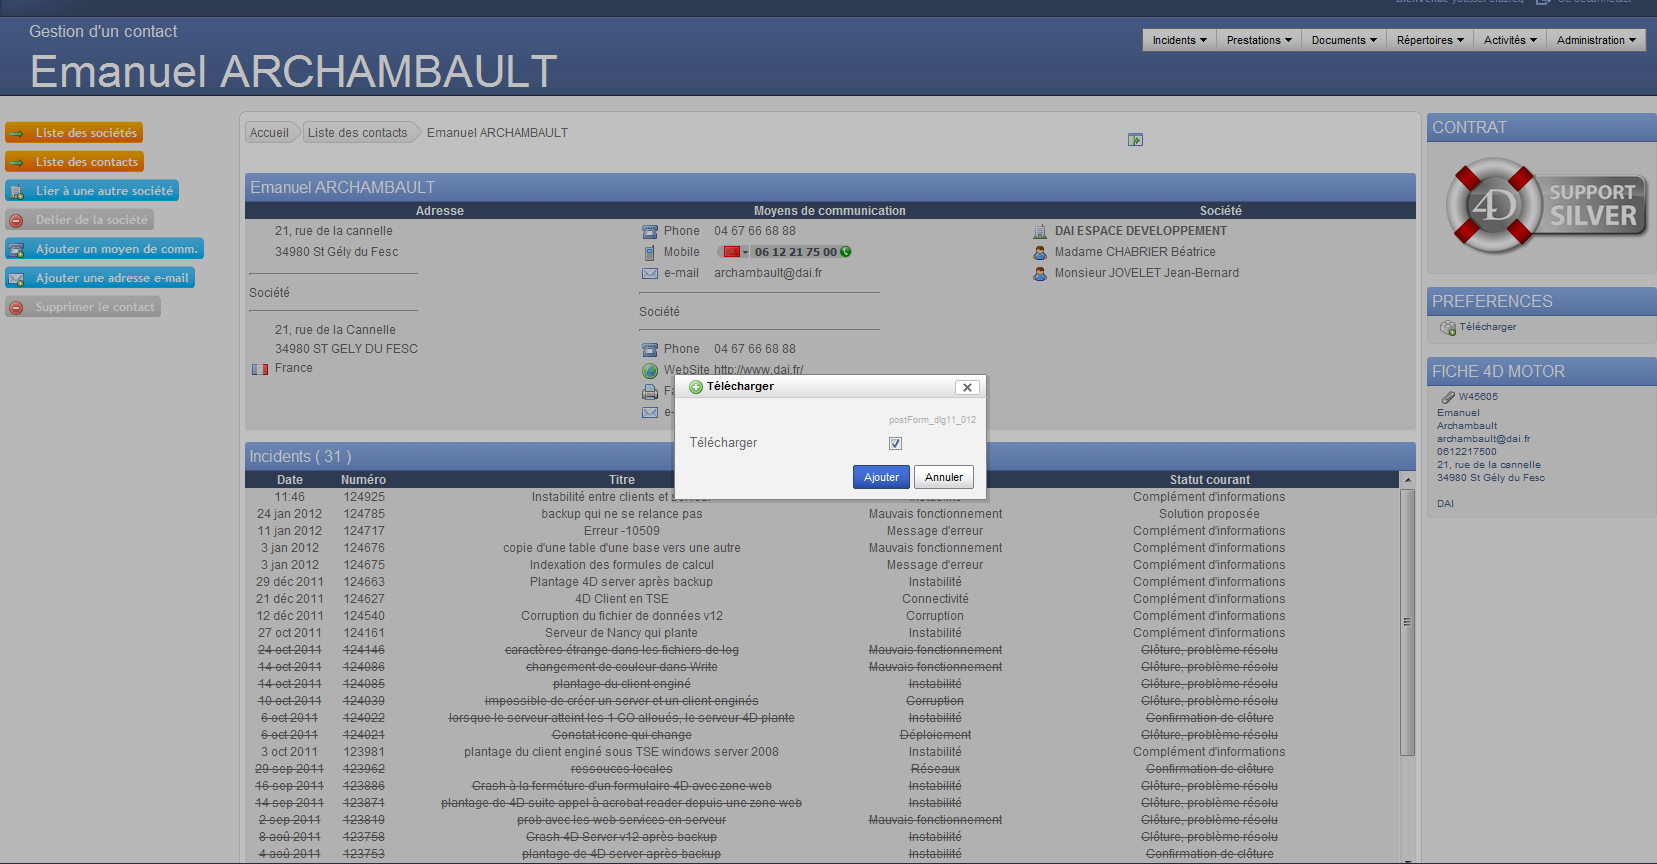 Gestion d'un contact
Emanuel ARCHAMBAULT
Incidents Prestations Documents Répertoires Activités Administration
Liste des sociétés
Liste des contacts
Lier à une autre société
Delier de la société
Ajouter un moyen de comm.
Ajouter une adresse e-mail
Supprimer le contact
Accueil Liste des contacts Emanuel ARCHAMBAULT
Emanuel ARCHAMBAULT
Adresse Moyens de communication Société
21, rue de la cannelle Phone 04 67 66 68 88 DAI ESPACE DEVELOPPEMENT
34980 St Gély du Fesc Mobile 06 12 21 75 00 Madame CHABRIER Béatrice
e-mail archambault@dai.fr Monsieur JOVELET Jean-Bernard
Société
Société
21, rue de la Cannelle
34980 ST GELY DU FESC Phone 04 67 66 68 88
France WebSite http://www.dai.fr/
Télécharger
postForm_dlg11_012
Télécharger
Ajouter Annuler
Incidents ( 31 )
Date Numéro Titre Statut courant
11:46 124925 Instabilité entre clients et serveur Instabilité Complément d'informations
24 jan 2012 124785 backup qui ne se relance pas Mauvais fonctionnement Solution proposée
11 jan 2012 124717 Erreur -10509 Message d'erreur Complément d'informations
3 jan 2012 124676 copie d'une table d'une base vers une autre Mauvais fonctionnement Complément d'informations
3 jan 2012 124675 Indexation des formules de calcul Message d'erreur Complément d'informations
29 déc 2011 124663 Plantage 4D server après backup Instabilité Complément d'informations
21 déc 2011 124627 4D Client en TSE Connectivité Complément d'informations
12 déc 2011 124540 Corruption du fichier de données v12 Corruption Complément d'informations
27 oct 2011 124161 Serveur de Nancy qui plante Instabilité Complément d'informations
24 oct 2011 124146 caractères étrange dans les fichiers de log Mauvais fonctionnement Clôture, problème résolu
14 oct 2011 124086 changement de couleur dans Write Mauvais fonctionnement Clôture, problème résolu
14 oct 2011 124085 plantage du client enginé Instabilité Clôture, problème résolu
10 oct 2011 124039 impossible de créer un server et un client enginés Corruption Clôture, problème résolu
6 oct 2011 124022 lorsque le serveur atteint les 1 GO alloués, le serveur 4D plante Instabilité Confirmation de clôture
6 oct 2011 124021 Constat icone qui change Déploiement Clôture, problème résolu
3 oct 2011 123981 plantage du client enginé sous TSE windows server 2008 Instabilité Complément d'informations
29 sep 2011 123962 ressouces locales Réseaux Confirmation de clôture
16 sep 2011 123886 Crash à la fermeture d'un formulaire 4D avec zone web Instabilité Clôture, problème résolu
14 sep 2011 123871 plantage de 4D suite appel à acrobat reader depuis une zone web Instabilité Clôture, problème résolu
2 sep 2011 123819 prob avec les web services en serveur Mauvais fonctionnement Clôture, problème résolu
8 aoû 2011 123758 Crash 4D Server v12 après backup Instabilité Clôture, problème résolu
4 aoû 2011 123753 plantage de 4D serveur après backup Instabilité Confirmation de clôture
CONTRAT
4D SUPPORT
SILVER
PREFERENCES
Télécharger
FICHE 4D MOTOR
W45605
Emanuel
Archambault
archambault@dai.fr
0612217500
21, rue de la cannelle
34980 St Gély du Fesc
DAI